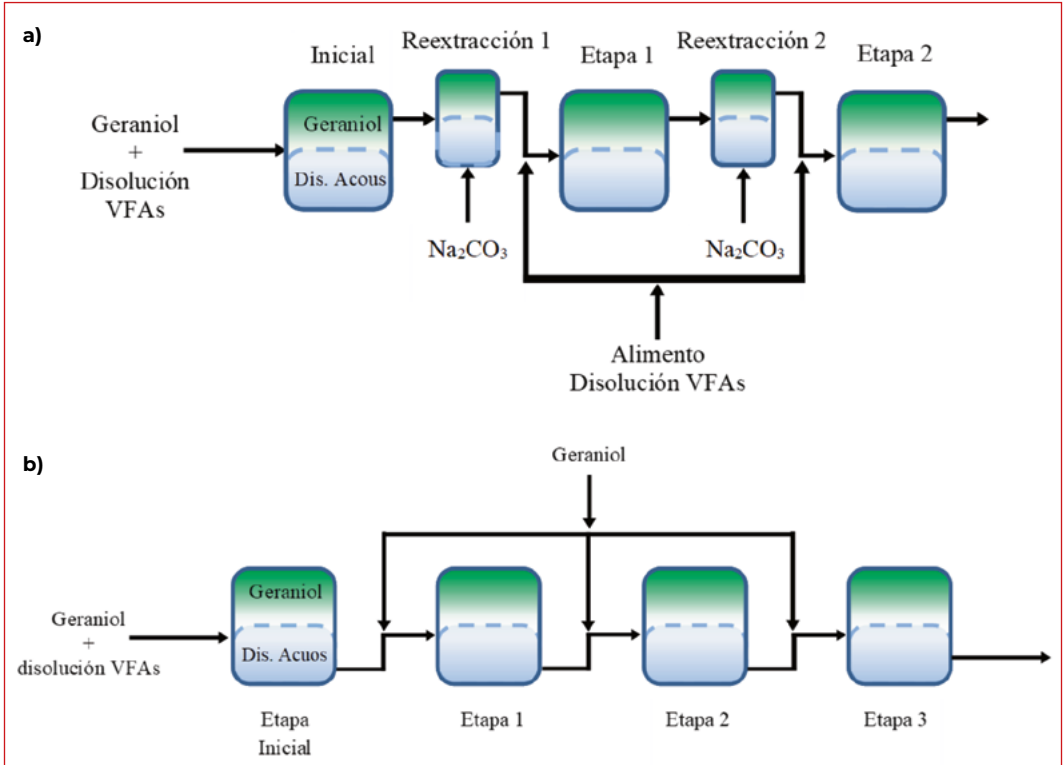 a)
Inicial
Reextracción 1
Etapa 1
Reextracción 2
Etapa 2
Geraniol
+
Disolución
VFAs
Geraniol
Dis. Acous
Na₂CO₃
Na₂CO₃
Alimento
Disolución VFAs
b)
Geraniol
Geraniol
+
disolución VFAs
Geraniol
Dis. Acuos
Etapa
Inicial
Etapa 1
Etapa 2
Etapa 3